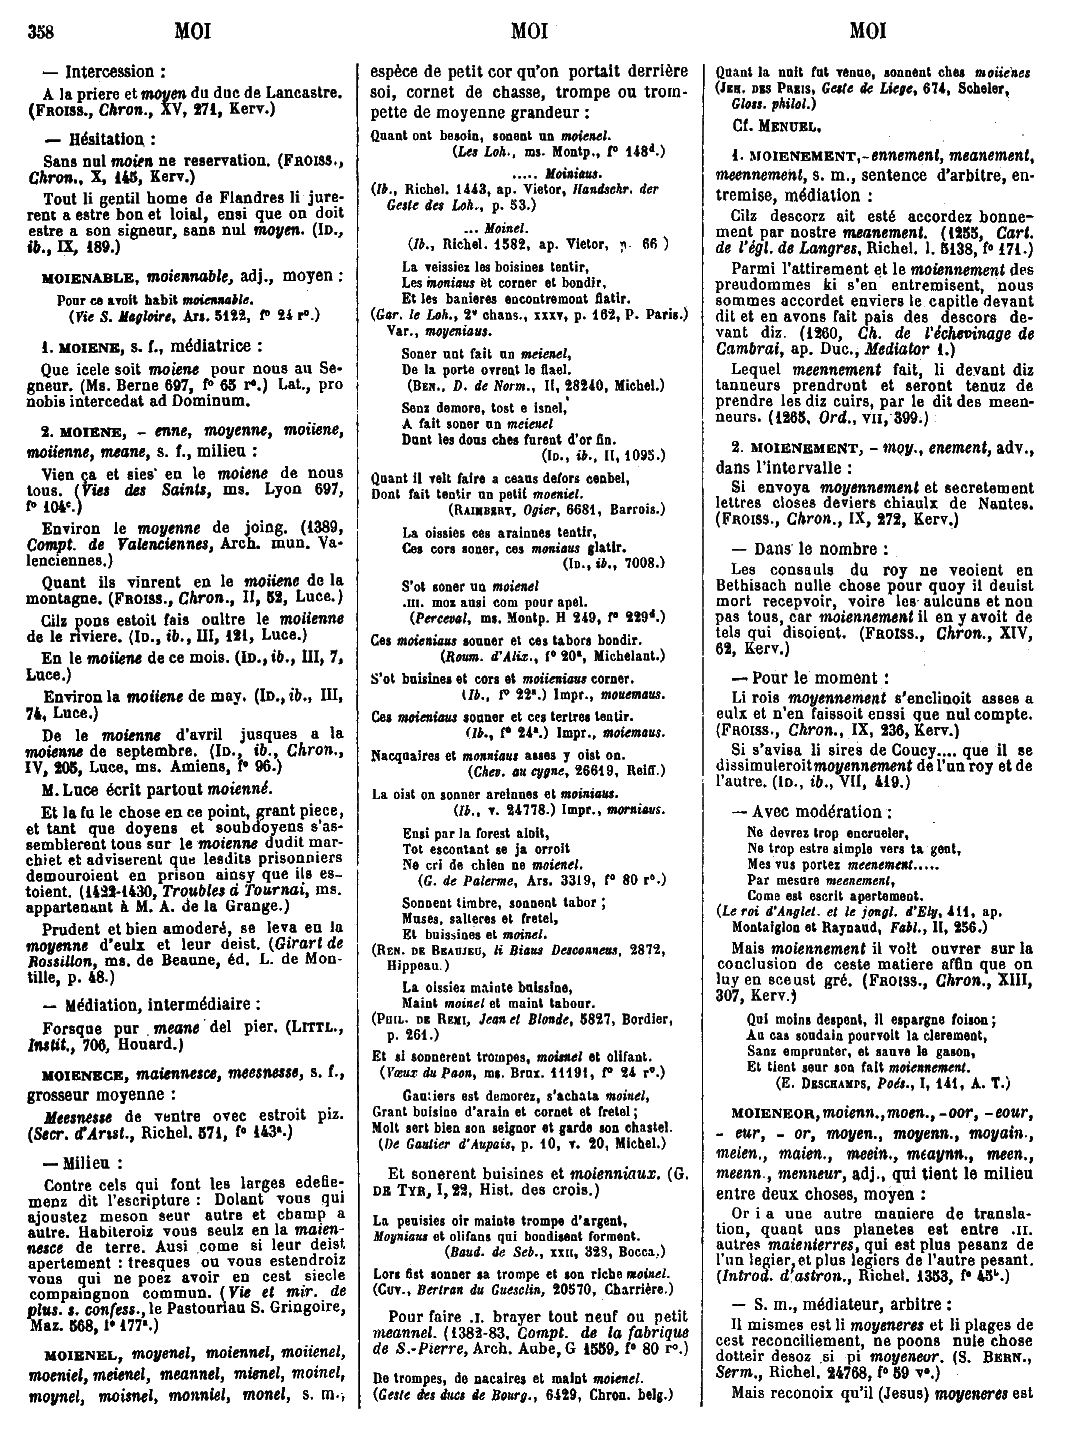 358 MOI MOI MOI
— Intercession :
A la priere et moyen du duc de Lancastre.
(FROISS., Chron., XV, 271, Kerv.)
— Hésitation :
Sans nul moien ne reservation. (FROISS.,
Chron., X, 145, Kerv.)
Tout li gentil home de Flandres li jure-
rent a estre bon et loial, ensi que on doit
estre a son signeur, sans nul moyen. (ID.,
ib., IX, 189.)
MOIENABLE, moiennable, adj., moyen :
Pour ce avoit habit moiennable.
(Vie S. Magloire, Ars. 5122, f° 24 r°.)
1. MOIENE, s. f., médiatrice :
Que icele soit moiene pour nous au Se-
gneur. (Ms. Berne 697, f° 65 r°.) Lat., pro
nobis intercedat ad Dominum.
2. MOIENE, - enne, moyenne, moiiene,
moiienne, meane, s. f., milieu :
Vien ça et sies en le moiene de nous
tous. (Vies des Saints, ms. Lyon 697,
f° 104ᶜ.)
Environ le moyenne de joing. (1389,
Compt. de Valenciennes, Arch. mun. Va-
lenciennes.)
Quant ils vinrent en le moiiene de la
montagne. (FROISS., Chron., II, 52, Luce.)
Cilz pons estoit fais oultre le moiienne
de le riviere. (ID., ib., III, 121, Luce.)
En le moiiene de ce mois. (ID., ib., III, 7,
Luce.)
Environ la moiiene de may. (ID., ib., III,
74, Luce.)
De le moienne d'avril jusques a la
moienne de septembre. (ID., ib., Chron.,
IV, 205, Luce, ms. Amiens, f° 96.)
M. Luce écrit partout moienné.
Et la fu le chose en ce point, grant piece,
et tant que doyens et soubdoyens s'as-
semblerent tous sur le moienne dudit mar-
chiet et adviserent que lesdits prisonniers
demouroient en prison ainsy que ils es-
toient. (1422-1430, Troubles à Tournai, ms.
appartenant à M. A. de la Grange.)
Prudent et bien amoderé, se leva en la
moyenne d'eulx et leur deist. (Girart de
Rossillon, ms. de Beaune, éd. L. de Mon-
tille, p. 48.)
— Médiation, intermédiaire :
Forsque pur meane del pier. (LITTL.,
Instit., 706, Houard.)
MOIENECE, maiennesce, meesnesse, s. f.,
grosseur moyenne :
Meesnesse de ventre ovec estroit piz.
(Secr. d'Arist., Richel. 571, f° 143ᵃ.)
— Milieu :
Contre cels qui font les larges edefie-
menz dit l'escripture : Dolant vous qui
ajoustez meson seur autre et champ a
autre. Habiteroiz vous seulz en la maien-
nesce de terre. Ausi come si leur deist
apertement : tresques ou vous estendroiz
vous qui ne poez avoir en cest siecle
compaingnon commun. (Vie et mir. de
plus. s. confess., le Pastouriau S. Gringoire,
Maz. 568, f° 177ᵃ.)
MOIENEL, moyenel, moiennel, moiienel,
moeniel, meienel, meannel, mienel, moinel,
moynel, moisnel, monniel, monel, s. m.,
espèce de petit cor qu'on portait derrière
soi, cornet de chasse, trompe ou trom-
pette de moyenne grandeur :
Quant ont besoin, sonent un moienel.
(Les Loh., ms. Montp., f° 148ᵈ.)
..... Moiniaus.
(Ib., Richel. 1443, ap. Vietor, Handschr. der
Geste des Loh., p. 53.)
... Moinel.
(Ib., Richel. 1582, ap. Vietor, p. 66 )
La veissiez les boisines tentir,
Les moniaus et corner et bondir,
Et les banieres encontremont flatir.
(Gar. le Loh., 2ᵉ chans., XXXV, p. 162, P. Paris.)
Var., moyeniaus.
Soner unt fait un meienel,
De la porte ovrent le flael.
(BEN., D. de Norm., II, 28240, Michel.)
Senz demore, tost e isnel,
A fait soner un meienel
Dunt les dous ches furent d'or fin.
(ID., ib., II, 1095.)
Quant il velt faire a ceaus defors cenbel,
Dont fait tentir un petit moeniel.
(RAIMBERT, Ogier, 6681, Barrois.)
La oissies ces arainnes tentir,
Ces cors soner, ces moniaus glatir.
(ID., ib., 7008.)
S'ot soner un moienel
.III. moz ausi com pour apel.
(Perceval, ms. Montp. H 249, f° 229ᵈ.)
Ces moieniaus sonner et ces tabors bondir.
(Roum. d'Alix., f° 20ᵃ, Michelant.)
S'ot buisines et cors et moiieniaus corner.
(Ib., f° 22ᵃ.) Impr., mouemaus.
Ces moieniaus sonner et ces tertres tentir.
(Ib., f° 24ᵃ.) Impr., moiemaus.
Nacquaires et monniaus asses y oist on.
(Chev. au cygne, 26619, Reiff.)
La oist on sonner areinnes et moiniaus.
(Ib., v. 24778.) Impr., morniaus.
Ensi par la forest aloit,
Tot escontant se ja orroit
Ne cri de chien ne moienel.
(G. de Palerme, Ars. 3319, f° 80 r°.)
Sonnent timbre, sonnent tabor ;
Muses, salteres et fretel,
Et buissines et moinel.
(REN. DE BEAUJEU, li Biaus Desconneus, 2872,
Hippeau.)
La oissiez mainte buissine,
Maint moinel et maint tabour.
(PHIL. DE REMI, Jean et Blonde, 5827, Bordier,
p. 261.)
Et si sonnerent trompes, moisnel et olifant.
(Vœux du Paon, ms. Brux. 11191, f° 24 r°.)
Gautiers est demorez, s'achata moinel,
Grant buisine d'arain et cornet et fretel ;
Molt sert bien son seignor et garde son chastel.
(De Gautier d'Aupais, p. 10, v. 20, Michel.)
Et sonerent buisines et moienniaux. (G.
DE TYR, I, 22, Hist. des crois.)
La peuisies oir mainte trompe d'argent,
Moyniaus et olifans qui bondisent forment.
(Baud. de Seb., XXII, 323, Bocca.)
Lors fist sonner sa trompe et son riche moinel.
(CUV., Bertran du Guesclin, 20570, Charrière.)
Pour faire .I. brayer tout neuf ou petit
meannel. (1382-83, Compt. de la fabrique
de S.-Pierre, Arch. Aube, G 1559, f° 80 r°.)
De trompes, de nacaires et maint moienel.
(Geste des ducs de Bourg., 6429, Chron. belg.)
Quant la nuit fut venue, sonnent ches moiienes
(JEH. DES PREIS, Geste de Liege, 674, Scheler,
Gloss. philol.)
Cf. MENUEL.
1. MOIENEMENT, -ennement, meanement,
meennement, s. m., sentence d'arbitre, en-
tremise, médiation :
Cilz descorz ait esté accordez bonne-
ment par nostre meanement. (1255, Cart.
de l'égl. de Langres, Richel. l. 5138, f° 171.)
Parmi l'attirement et le moiennement des
preudommes ki s'en entremisent, nous
sommes accordet enviers le capitle devant
dit et en avons fait pais des descors de-
vant diz. (1260, Ch. de l'échevinage de
Cambrai, ap. Duc., Mediator 1.)
Lequel meennement fait, li devant diz
tanneurs prendront et seront tenuz de
prendre les diz cuirs, par le dit des meen-
neurs. (1265, Ord., VII, 399.)
2. MOIENEMENT, - moy., enement, adv.,
dans l'intervalle :
Si envoya moyennement et secretement
lettres closes deviers chiaulx de Nantes.
(FROISS., Chron., IX, 272, Kerv.)
— Dans le nombre :
Les consauls du roy ne veoient en
Bethisach nulle chose pour quoy il deuist
mort recepvoir, voire les aulcuns et non
pas tous, car moiennement il en y avoit de
tels qui disoient. (FROISS., Chron., XIV,
62, Kerv.)
— Pour le moment :
Li rois moyennement s'enclinoit asses a
eulx et n'en faissoit enssi que nul compte.
(FROISS., Chron., IX, 236, Kerv.)
Si s'avisa li sires de Coucy.... que il se
dissimuleroit moyennement de l'un roy et de
l'autre. (ID., ib., VII, 419.)
— Avec modération :
Ne devrez trop encrueler,
Ne trop estre simple vers ta gent,
Mes vus portez meenement.....
Par mesure meenement,
Come est escrit apertement.
(Le roi d'Anglet. et le jongl. d'Ely, 411, ap.
Montaiglon et Raynaud, Fabl., II, 256.)
Mais moiennement il volt ouvrer sur la
conclusion de ceste matiere affin que on
luy en sceust gré. (FROISS., Chron., XIII,
307, Kerv.)
Qui moins despent, il espargne foison ;
Au cas soudain pourvoit la clerement,
Sanz emprunter, et sauve le gason,
Et tient seur son fait moiennement.
(E. DESCHAMPS, Poés., I, 141, A. T.)
MOIENEOR, moienn., moen., -oor, -eour,
- eur, - or, moyen., moyenn., moyain.,
meien., maien., meein., meaynn., meen.,
meenn., menneur, adj., qui tient le milieu
entre deux choses, moyen :
Or i a une autre maniere de transla-
tion, quant uns planetes est entre .II.
autres maienierres, qui est plus pesanz de
l'un legier, et plus legiers de l'autre pesant.
(Introd. d'astron., Richel. 1353, f° 45ᵇ.)
— S. m., médiateur, arbitre :
Il mismes est li moyeneres et li plages de
cest reconciliement, ne poons nule chose
dotteir desoz si pi moyeneor. (S. BERN.,
Serm., Richel. 24768, f° 59 v°.)
Mais reconoix qu'il (Jesus) moyeneres est